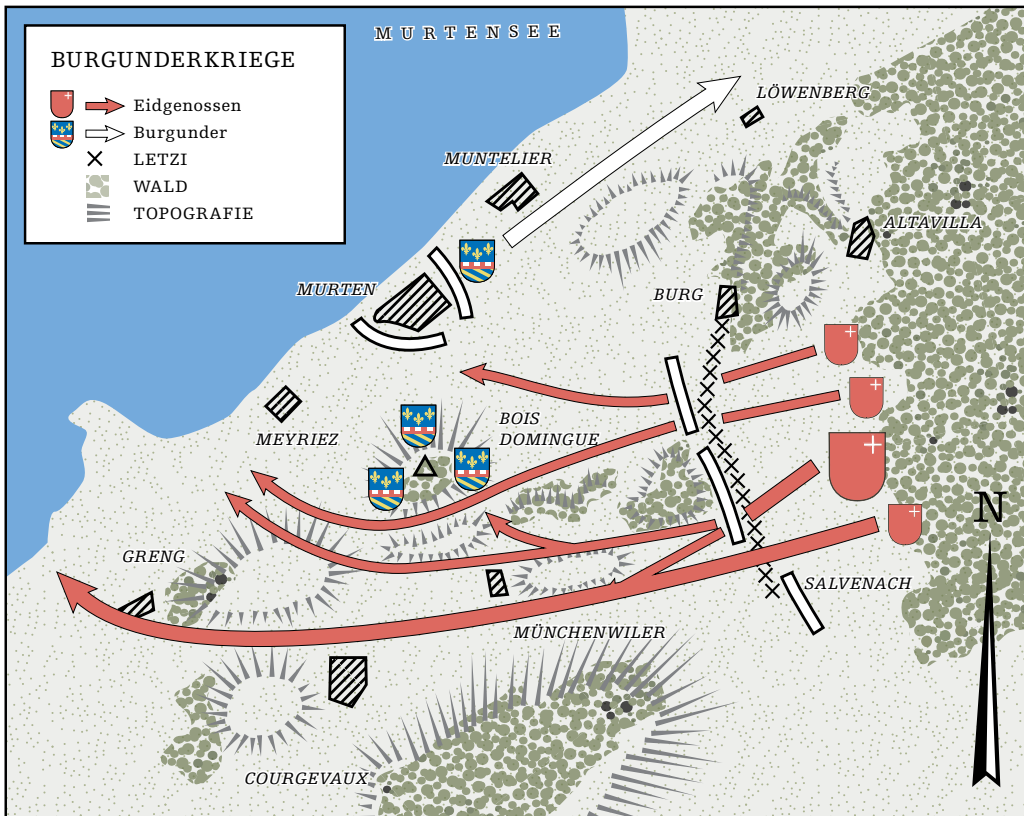 MURTENSEE
BURGUNDERKRIEGE
Eidgenossen
Burgunder
LETZI
WALD
TOPOGRAFIE
LÖWENBERG
MUNTELIER
ALTAVILLA
MURTEN
BURG
BOIS
DOMINGUE
MEYRIEZ
N
GRENG
SALVENACH
MÜNCHENWILER
COURGEVAUX